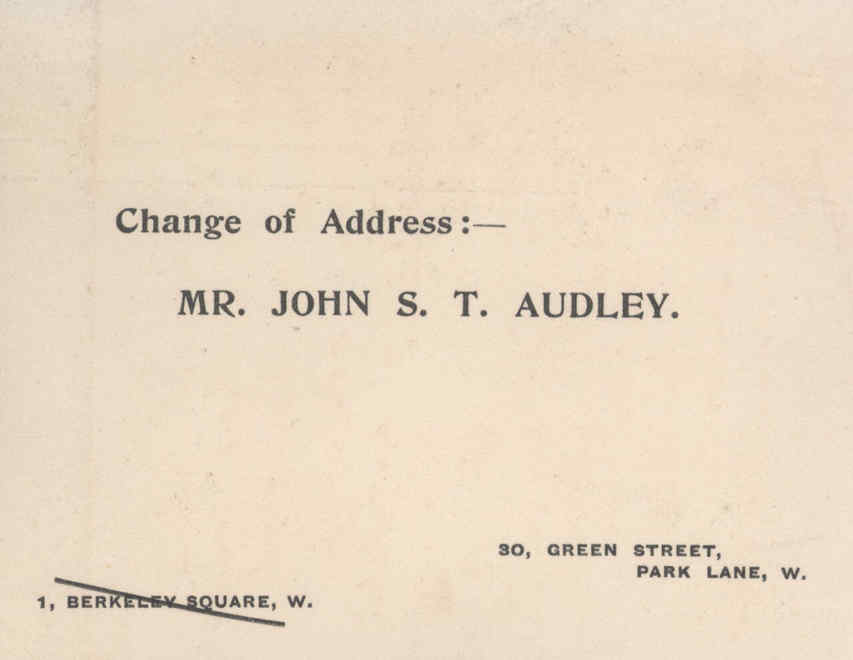 Change of Address:—
MR. JOHN S. T. AUDLEY.
30, GREEN STREET,
PARK LANE, W.
1, BERKELEY SQUARE, W.